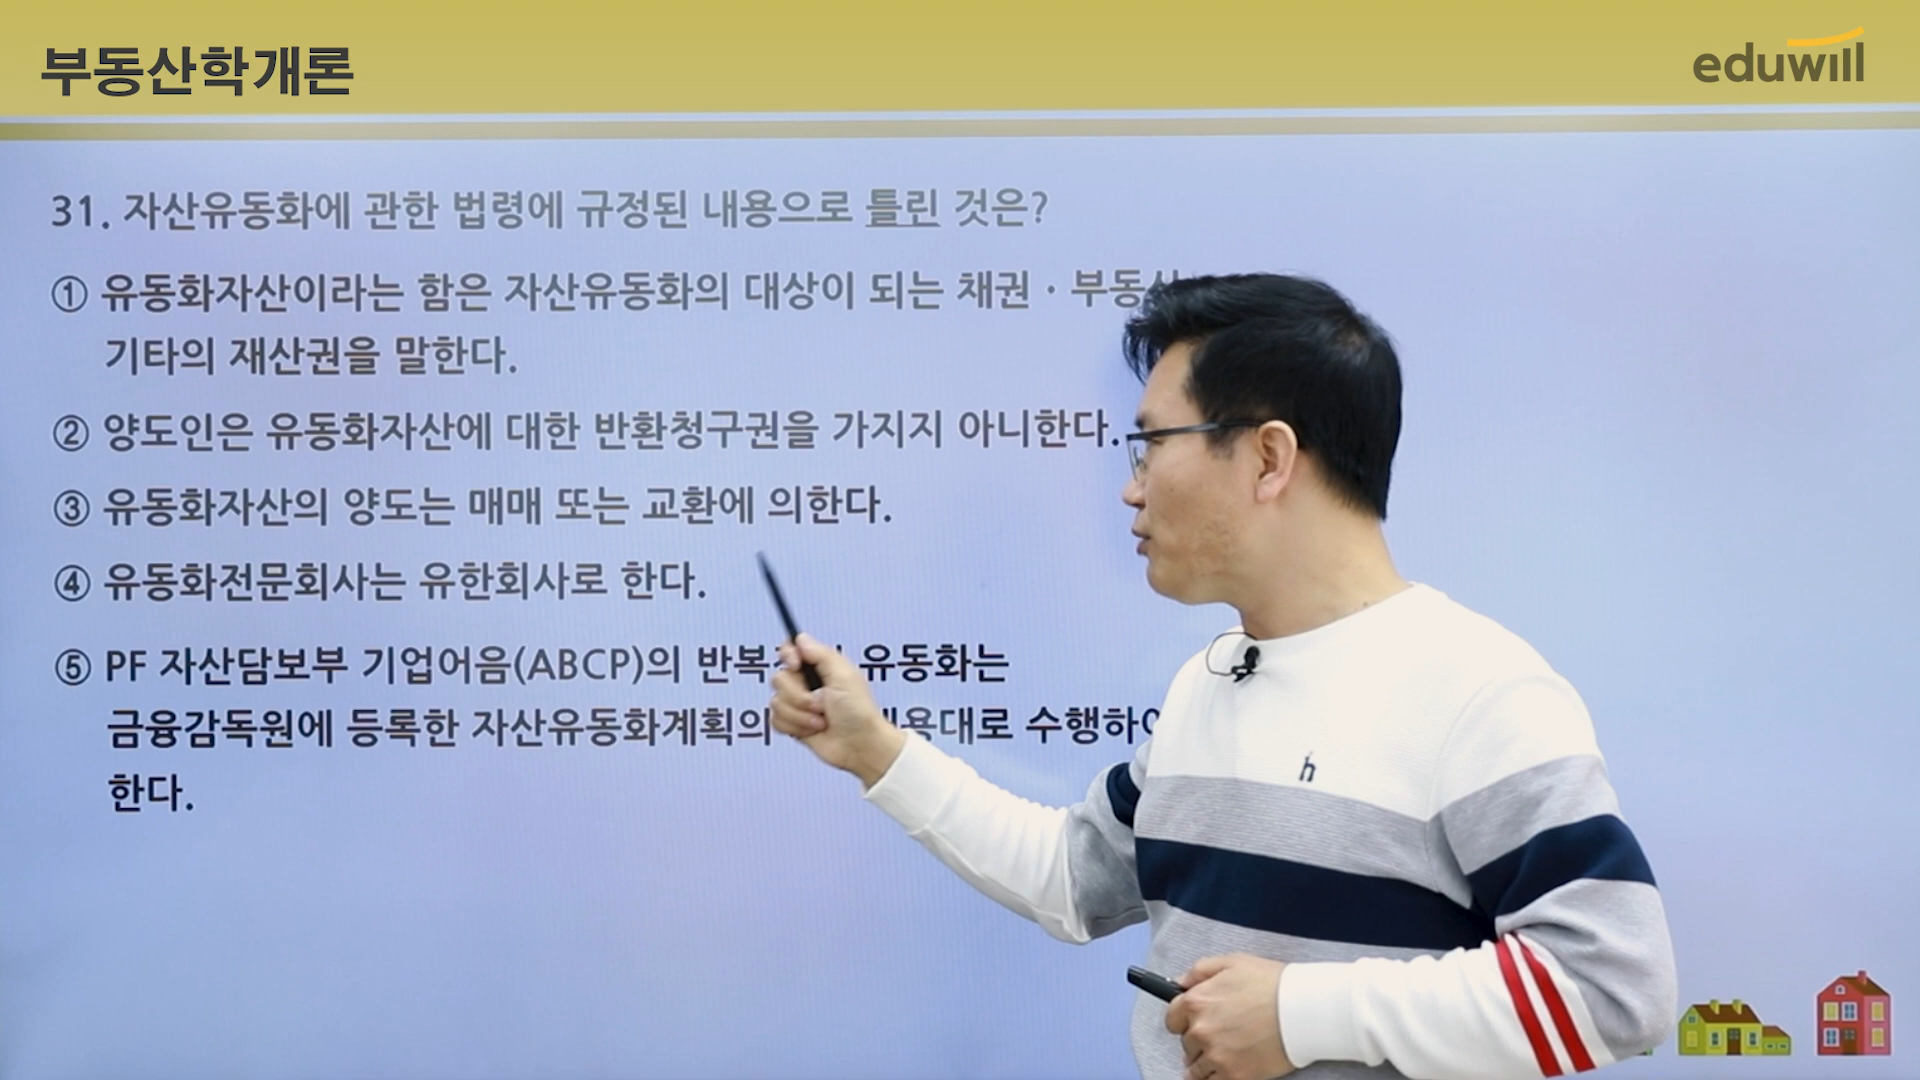 부동산학개론
eduwill
31. 자산유동화에 관한 법령에 규정된 내용으로 틀린 것은?
① 유동화자산이라는 함은 자산유동화의 대상이 되는 채권 · 부동산
기타의 재산권을 말한다.
② 양도인은 유동화자산에 대한 반환청구권을 가지지 아니한다.
③ 유동화자산의 양도는 매매 또는 교환에 의한다.
④ 유동화전문회사는 유한회사로 한다.
⑤ PF 자산담보부 기업어음(ABCP)의 유동화는
금융감독원에 등록한 자산유동화계획의 수행하여
한다.
h